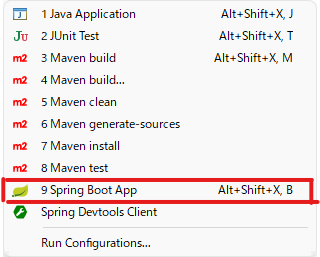 1 Java Application Alt+Shift+X, J
Ju 2 JUnit Test Alt+Shift+X, T
m2 3 Maven build Alt+Shift+X, M
m2 4 Maven build...
m2 5 Maven clean
m2 6 Maven generate-sources
m2 7 Maven install
m2 8 Maven test
9 Spring Boot App Alt+Shift+X, B
Spring Devtools Client
Run Configurations...